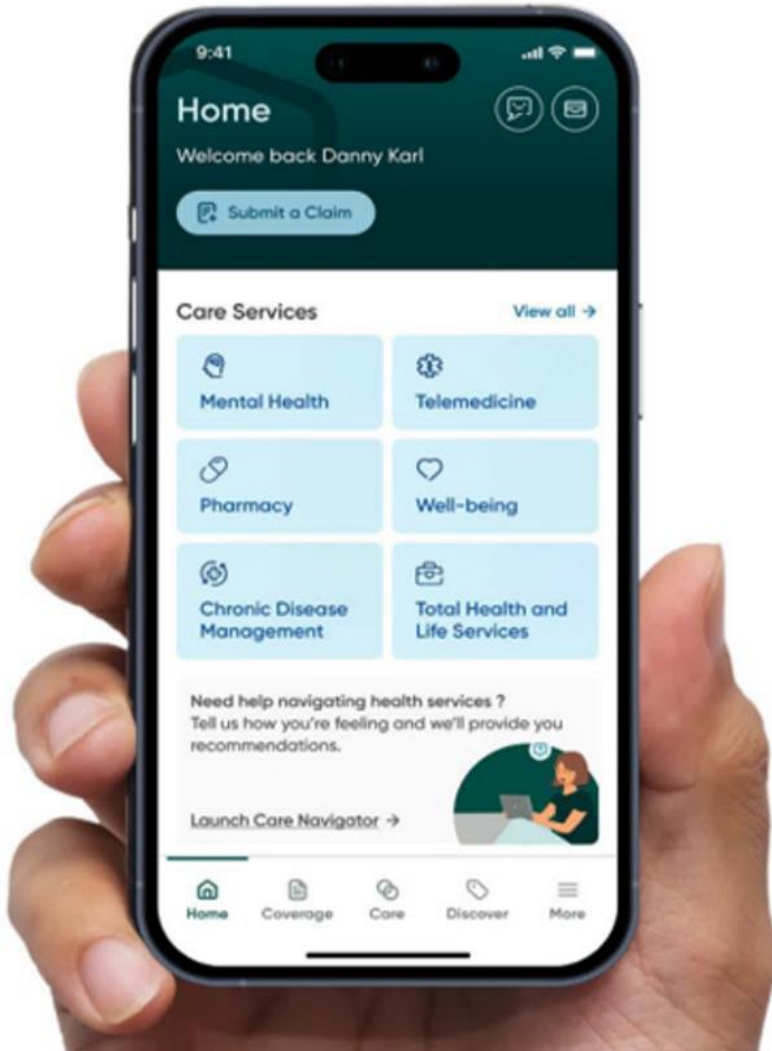 9:41
Home
Welcome back Danny Karl
Submit a Claim
Care Services
View all →
Mental Health
Telemedicine
Pharmacy
Well-being
Chronic Disease
Management
Total Health and
Life Services
Need help navigating health services ?
Tell us how you're feeling and we'll provide you
recommendations.
Launch Care Navigator →
Home
Coverage
Care
Discover
More